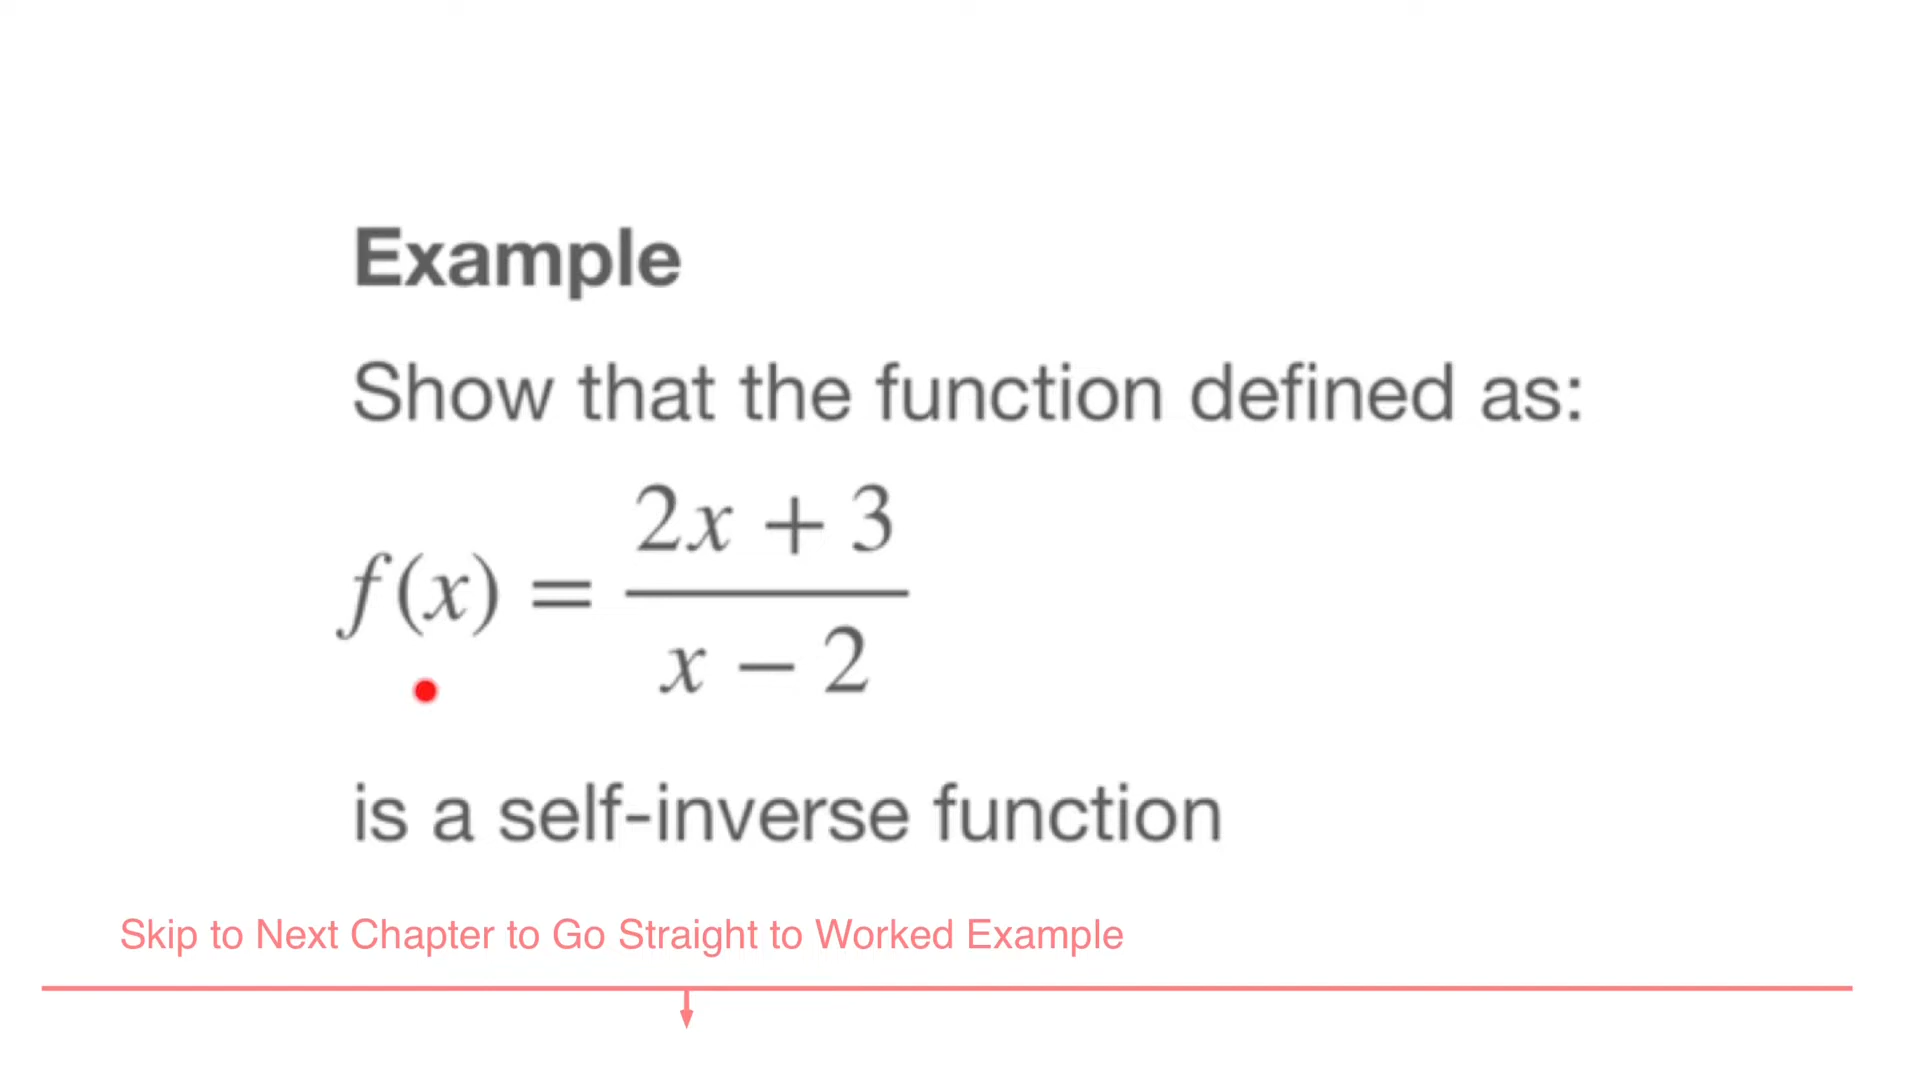 Example
Show that the function defined as:
f(x) = \frac{2x + 3}{x - 2}
is a self-inverse function
Skip to Next Chapter to Go Straight to Worked Example